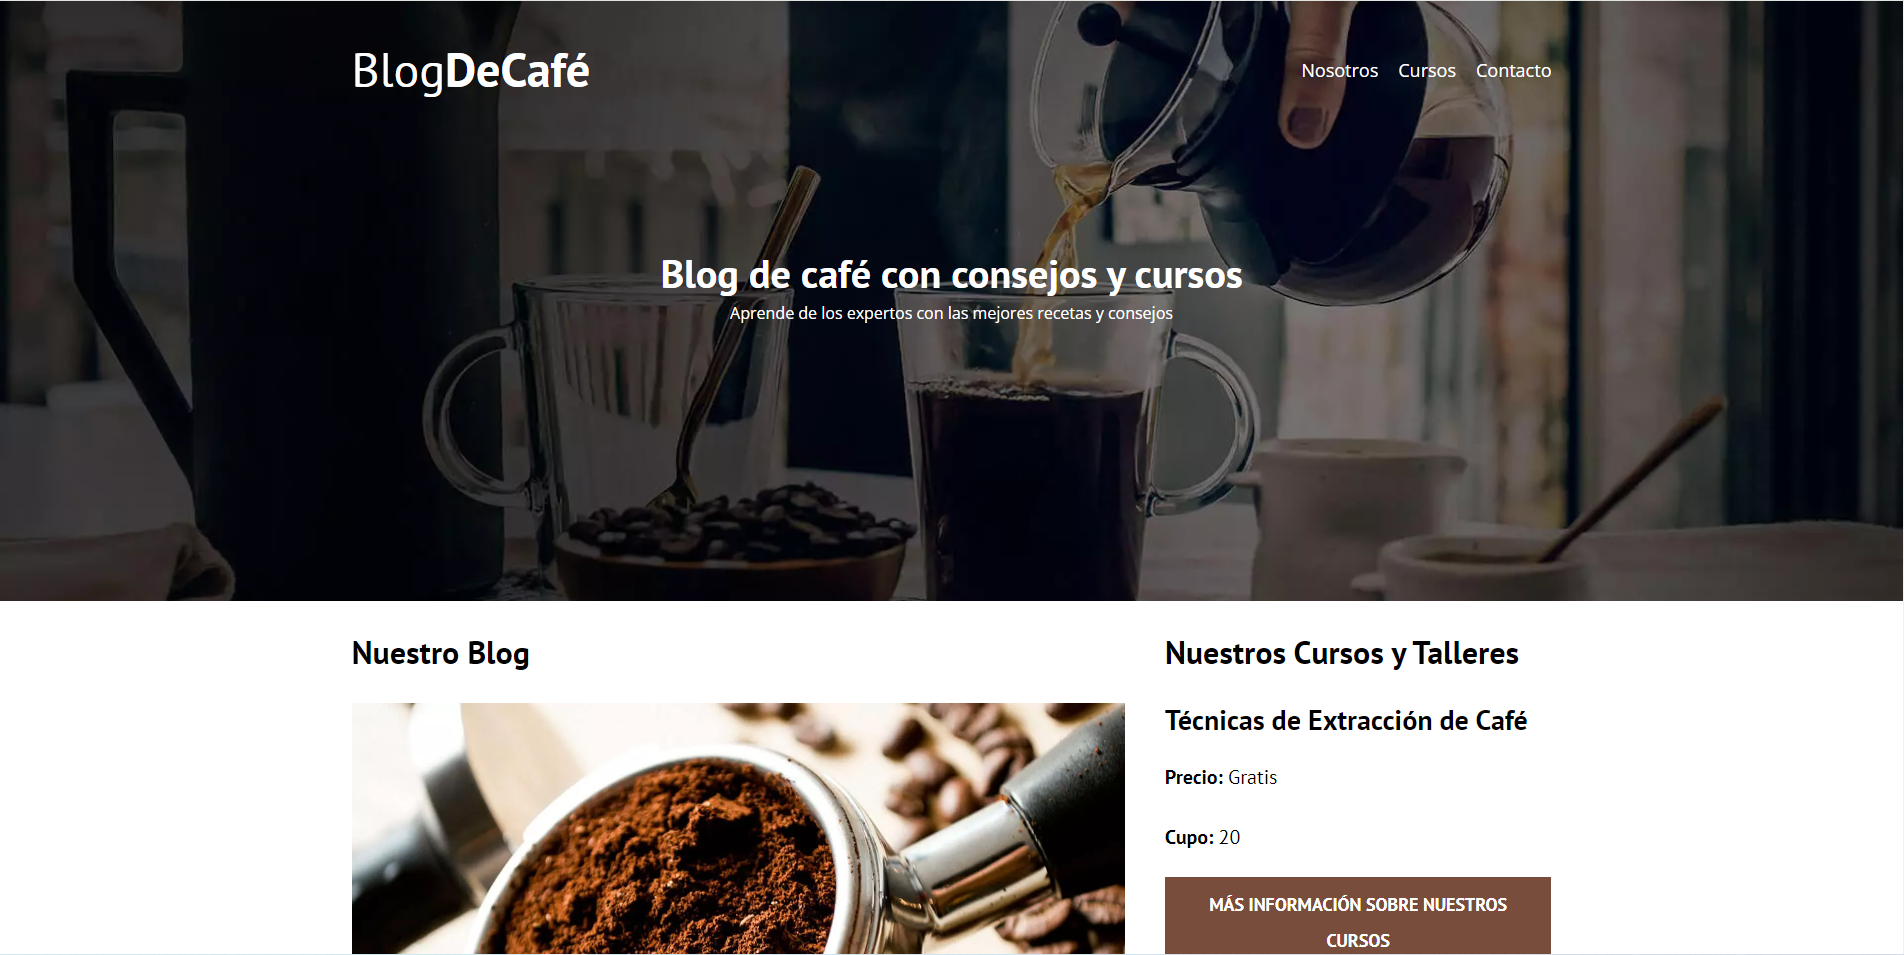 BlogDeCafé
Nosotros Cursos Contacto
Blog de café con consejos y cursos
Aprende de los expertos con las mejores recetas y consejos
Nuestro Blog
Nuestros Cursos y Talleres
Técnicas de Extracción de Café
Precio: Gratis
Cupo: 20
MÁS INFORMACIÓN SOBRE NUESTROS
CURSOS